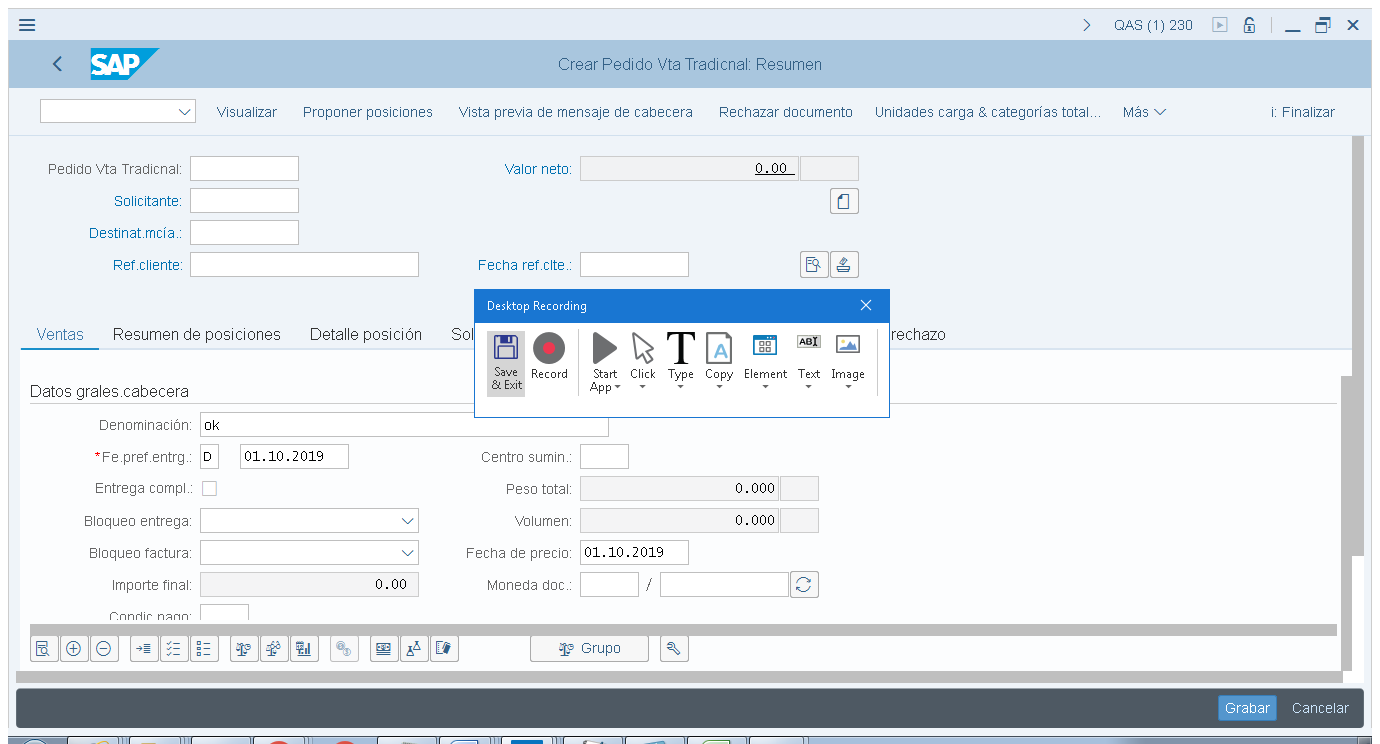 QAS (1) 230
SAP
Crear Pedido Vta Tradicnal: Resumen
Visualizar Proponer posiciones Vista previa de mensaje de cabecera Rechazar documento Unidades carga & categorías total... Más i: Finalizar
Pedido Vta Tradicnal: Valor neto: 0.00
Solicitante:
Destinat.mcía.:
Ref.cliente: Fecha ref.clte.:
Desktop Recording
Ventas Resumen de posiciones Detalle posición Sol rechazo
Save & Exit Record Start App Click Type Copy Element Text Image
Datos grales.cabecera
Denominación: ok
*Fe.pref.entrg.: D 01.10.2019 Centro sumin.:
Entrega compl.: Peso total: 0.000
Bloqueo entrega: Volumen: 0.000
Bloqueo factura: Fecha de precio: 01.10.2019
Importe final: 0.00 Moneda doc.: /
Condic.pago:
Grupo
Grabar Cancelar